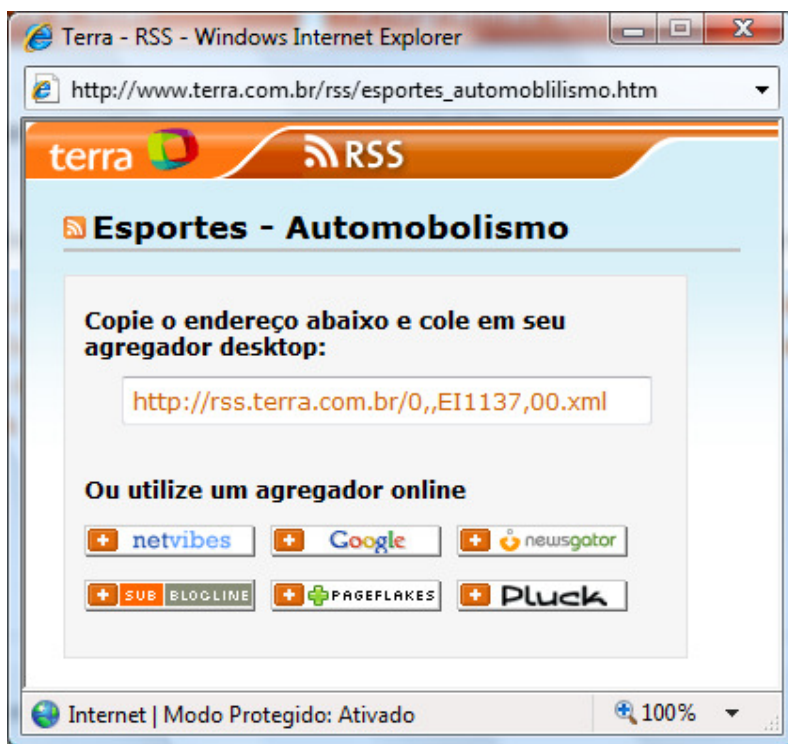 Terra - RSS - Windows Internet Explorer
http://www.terra.com.br/rss/esportes_automoblilismo.htm
terra RSS
Esportes - Automobolismo
Copie o endereço abaixo e cole em seu
agregador desktop:
http://rss.terra.com.br/0,,EI1137,00.xml
Ou utilize um agregador online
netvibes Google newsgator
SUB BLOGLINE PAGEFLAKES Pluck
Internet | Modo Protegido: Ativado 100%